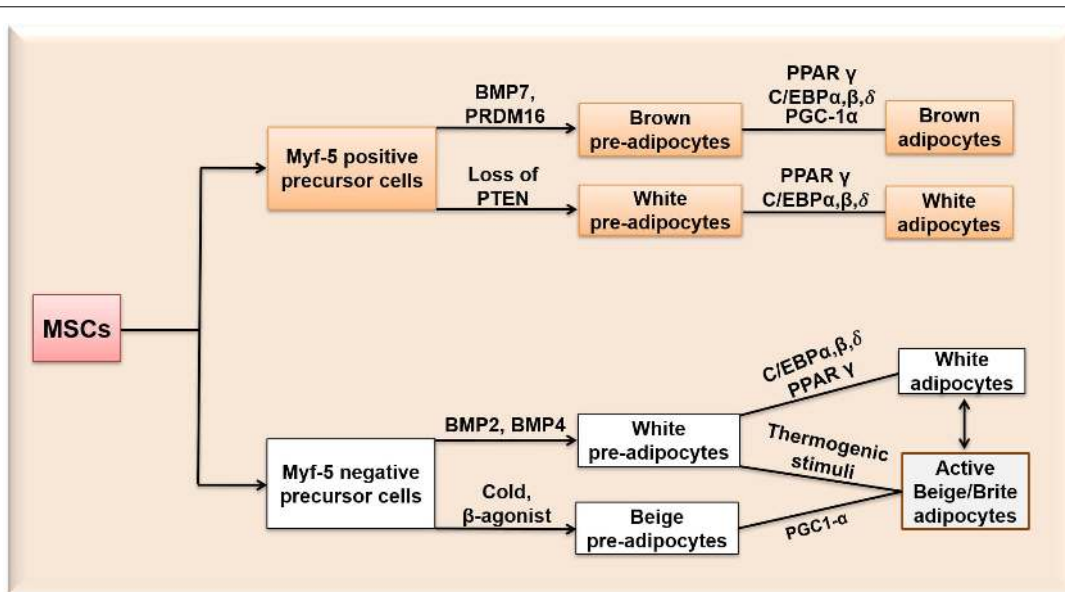 BMP7,
PRDM16
PPAR γ
C/EBPα,β,δ
PGC-1α
Myf-5 positive
precursor cells
Brown
pre-adipocytes
Brown
adipocytes
Loss of
PTEN
White
pre-adipocytes
PPAR γ
C/EBPα,β,δ
White
adipocytes
MSCs
Myf-5 negative
precursor cells
BMP2, BMP4
White
pre-adipocytes
C/EBPα,β,δ
PPAR γ
White
adipocytes
Thermogenic
stimuli
Cold,
β-agonist
Beige
pre-adipocytes
PGC1-α
Active
Beige/Brite
adipocytes